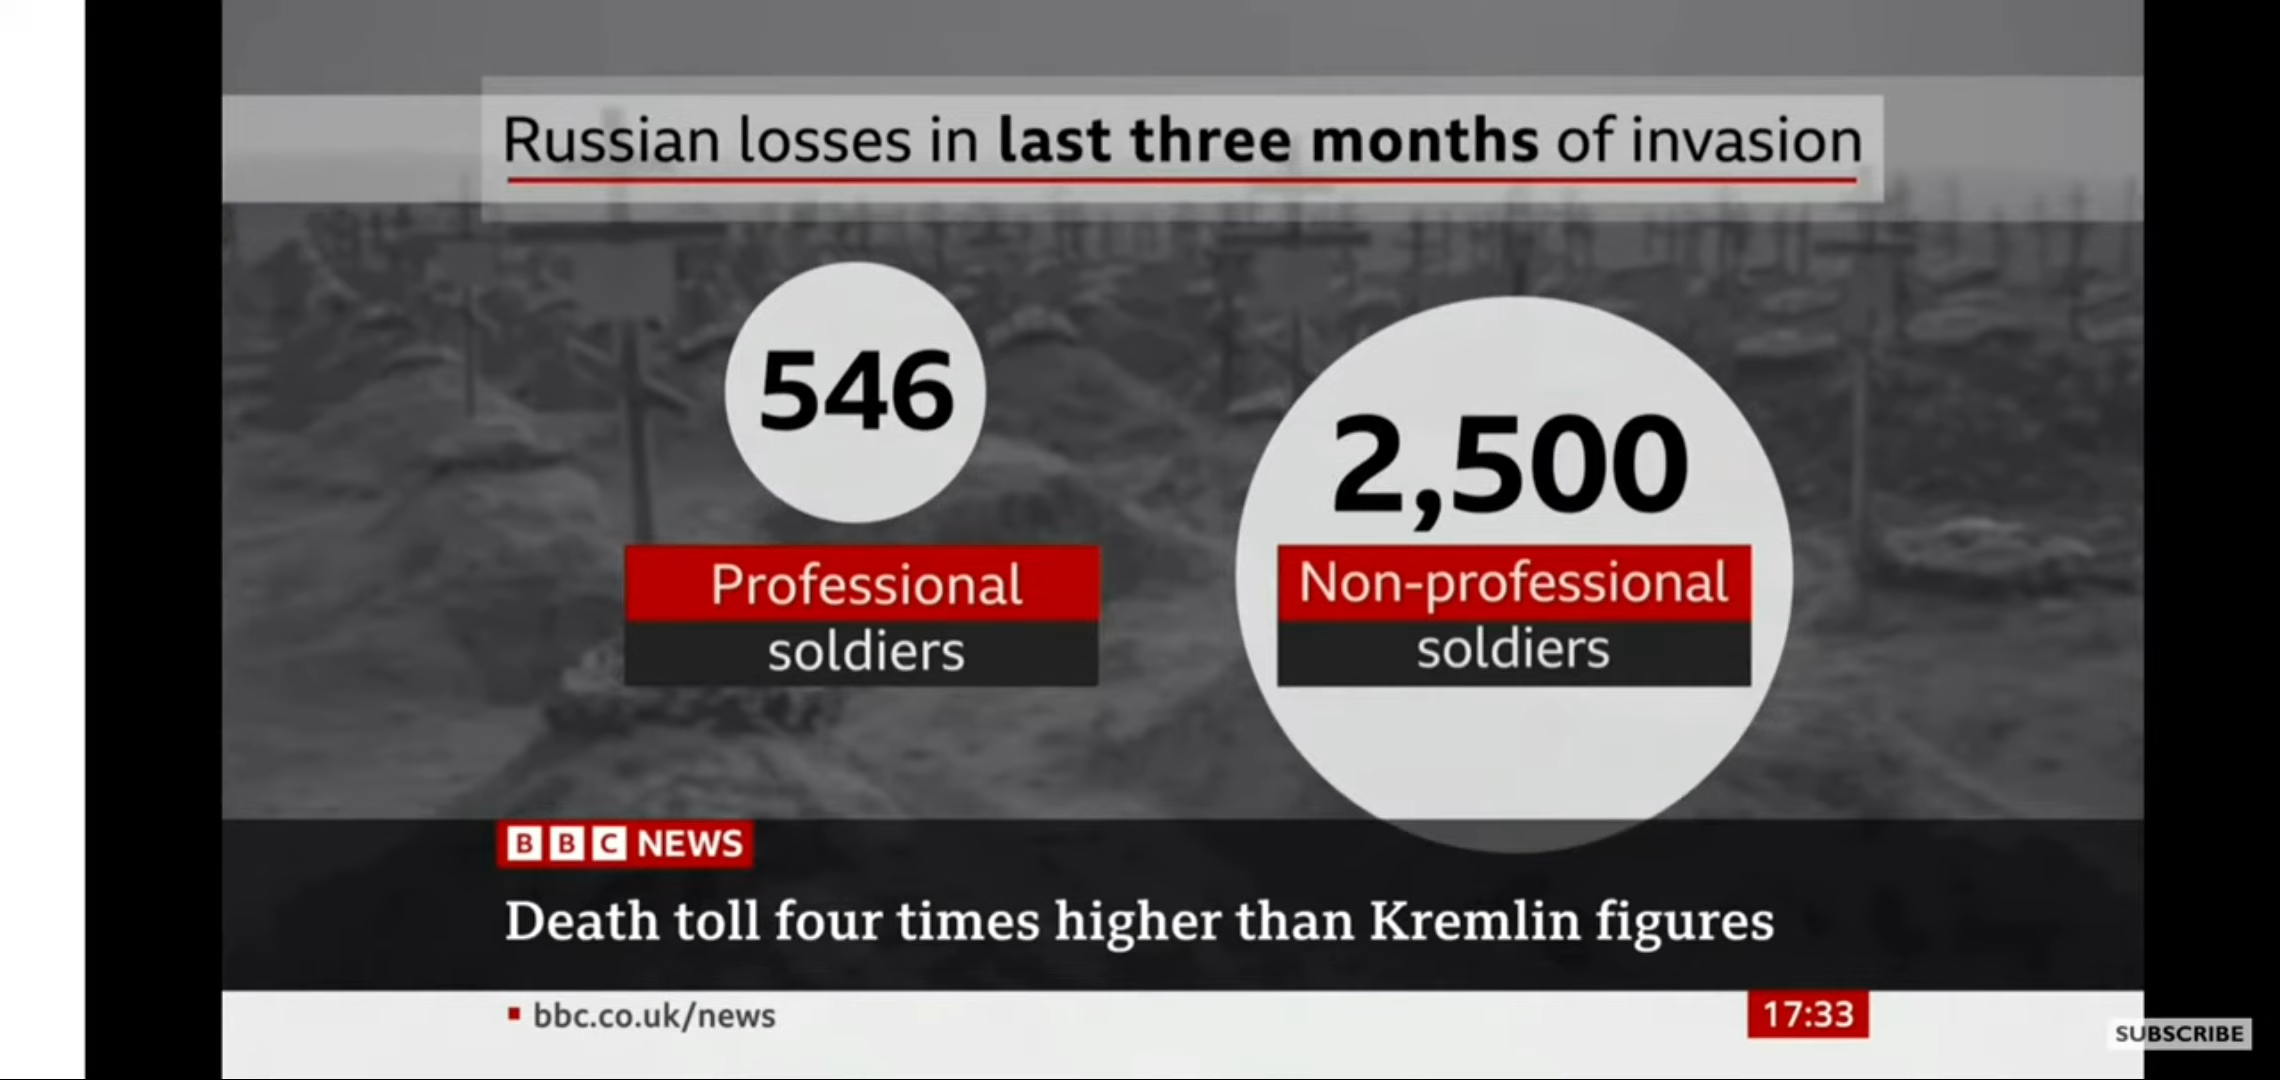 Russian losses in last three months of invasion
546
Professional
soldiers
2,500
Non-professional
soldiers
BBC NEWS
Death toll four times higher than Kremlin figures
bbc.co.uk/news
17:33
SUBSCRIBE